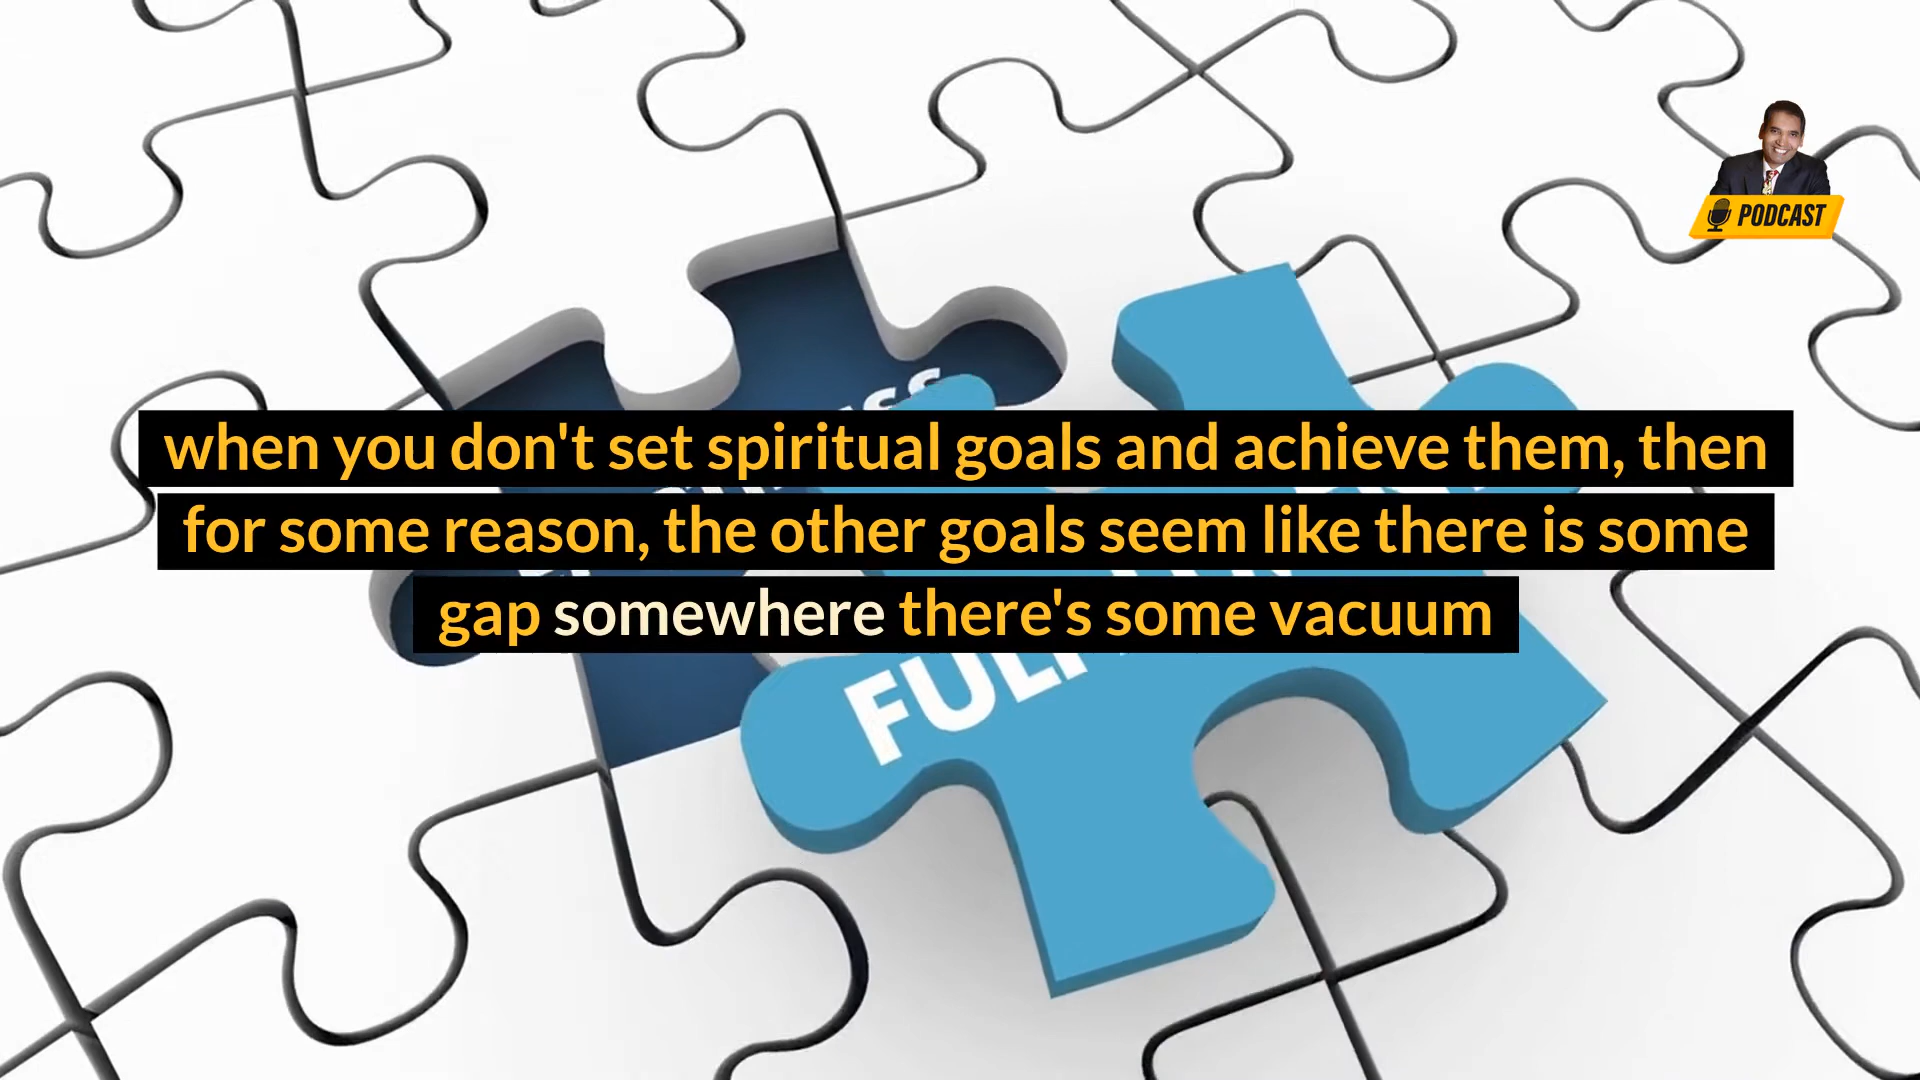 PODCAST
when you don't set spiritual goals and achieve them, then
for some reason, the other goals seem like there is some
gap somewhere there's some vacuum